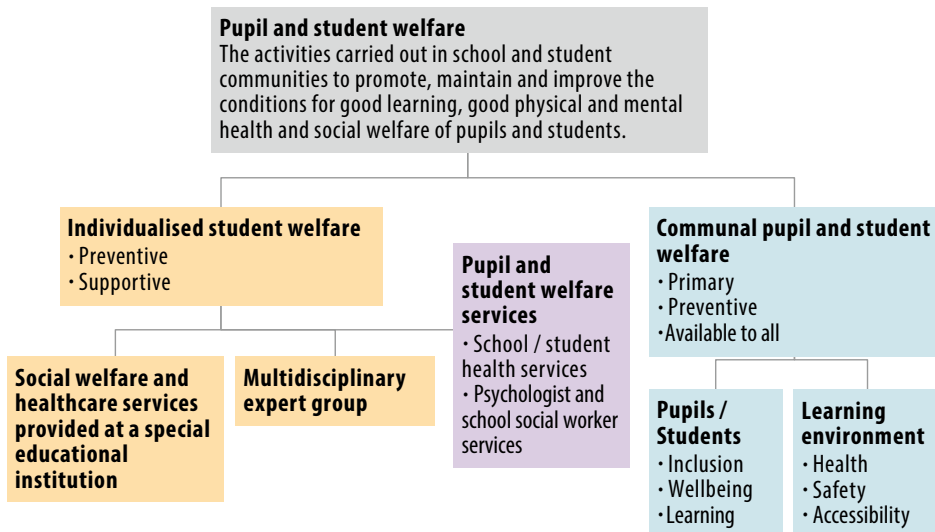 Pupil and student welfare
The activities carried out in school and student
communities to promote, maintain and improve the
conditions for good learning, good physical and mental
health and social welfare of pupils and students.
Individualised student welfare
· Preventive
· Supportive
Social welfare and
healthcare services
provided at a special
educational
institution
Multidisciplinary
expert group
Pupil and
student welfare
services
· School / student
health services
· Psychologist and
school social worker
services
Communal pupil and student
welfare
· Primary
· Preventive
· Available to all
Pupils /
Students
· Inclusion
· Wellbeing
· Learning
Learning
environment
· Health
· Safety
· Accessibility